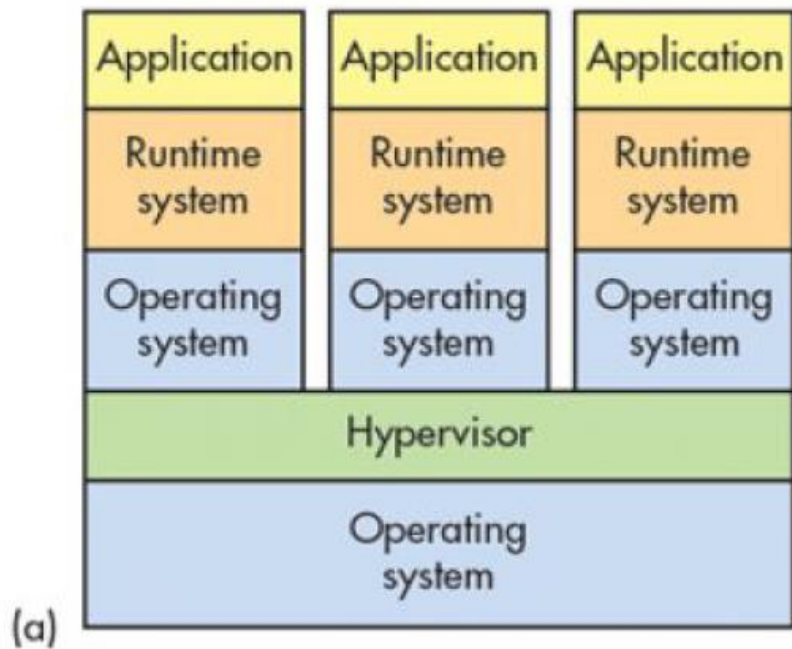 Application Application Application
Runtime Runtime Runtime
system system system
Operating Operating Operating
system system system
Hypervisor
Operating
system
(a)